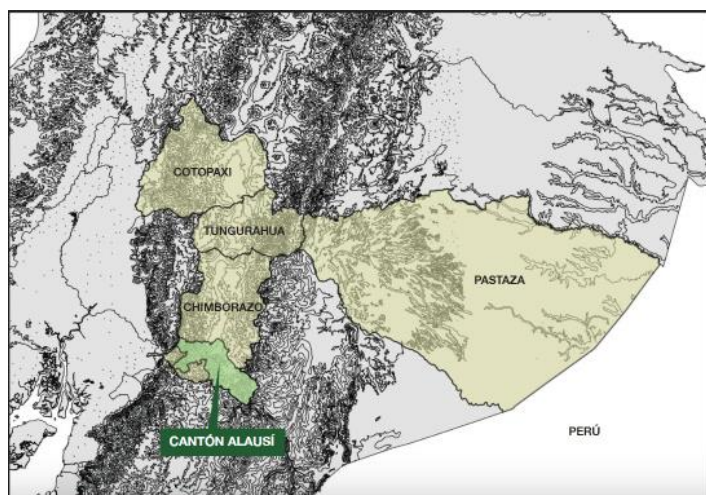 COTOPAXI
TUNGURAHUA
PASTAZA
CHIMBORAZO
CANTÓN ALAUSÍ
PERÚ